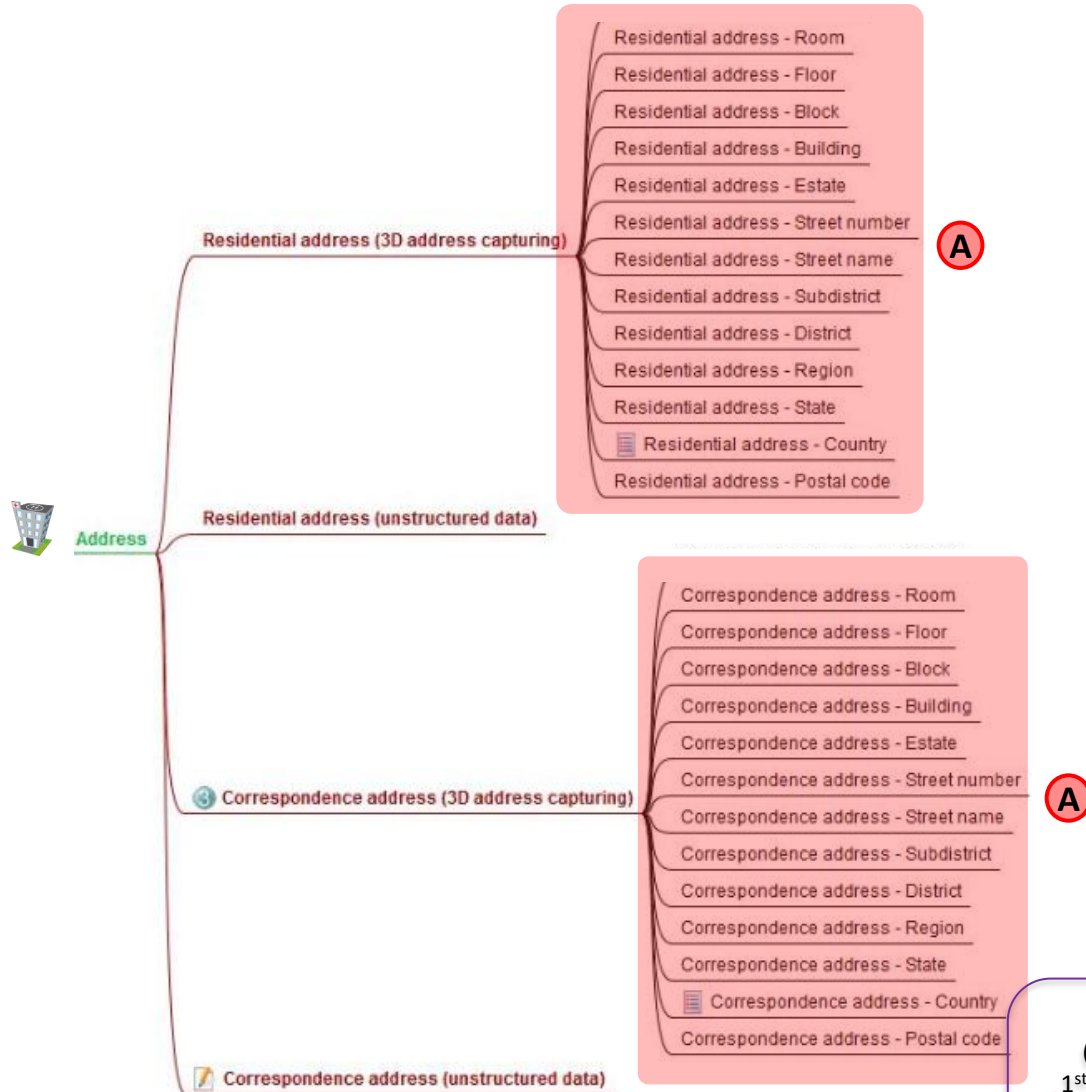 Residential address - Room
Residential address - Floor
Residential address - Block
Residential address - Building
Residential address - Estate
Residential address - Street number
Residential address (3D address capturing)
A
Residential address - Street name
Residential address - Subdistrict
Residential address - District
Residential address - Region
Residential address - State
Residential address - Country
Residential address - Postal code
Residential address (unstructured data)
Address
Correspondence address - Room
Correspondence address - Floor
Correspondence address - Block
Correspondence address - Building
Correspondence address - Estate
Correspondence address - Street number
3 Correspondence address (3D address capturing)
A
Correspondence address - Street name
Correspondence address - Subdistrict
Correspondence address - District
Correspondence address - Region
Correspondence address - State
Correspondence address - Country
Correspondence address - Postal code
Correspondence address (unstructured data)
1st